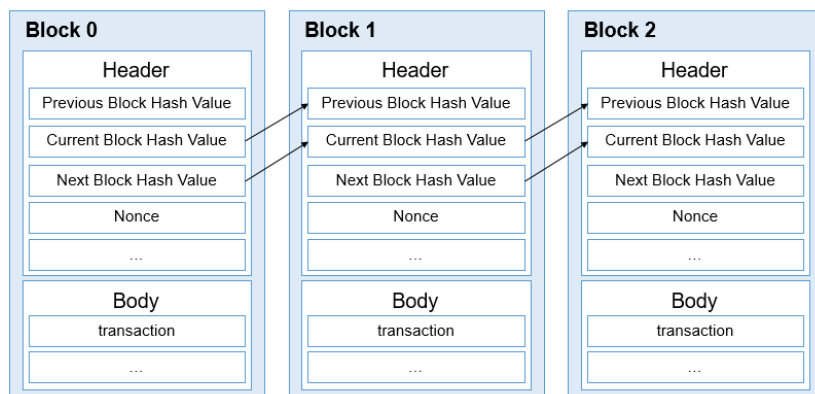 Block 0
Header
Previous Block Hash Value
Current Block Hash Value
Next Block Hash Value
Nonce
...
Body
transaction
...
Block 1
Header
Previous Block Hash Value
Current Block Hash Value
Next Block Hash Value
Nonce
...
Body
transaction
...
Block 2
Header
Previous Block Hash Value
Current Block Hash Value
Next Block Hash Value
Nonce
...
Body
transaction
...